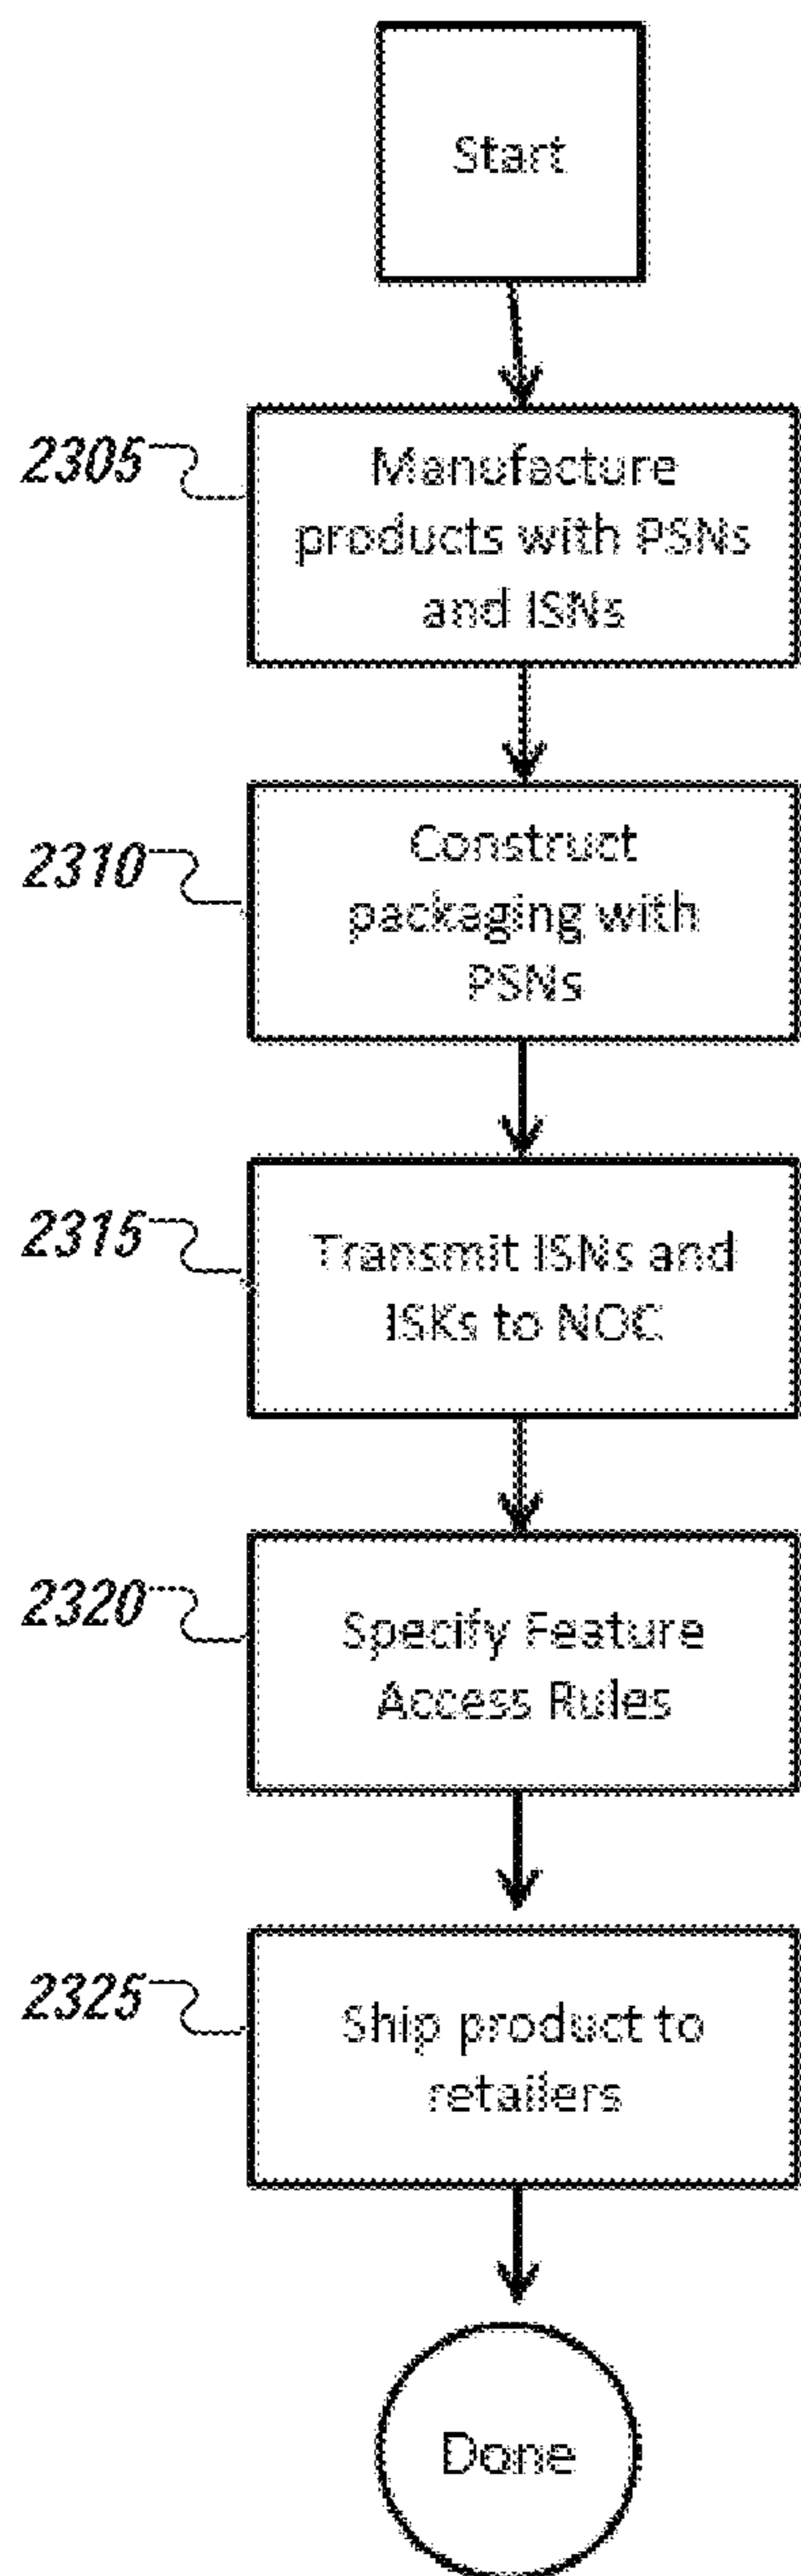 Start
2305
Manufacture
products with PSNs
and ISNs
2310
Construct
packaging with
PSNs
2315
Transmit ISNs and
ISKs to NOC
2320
Specify Feature
Access Rules
2325
Ship product to
retailers
Done